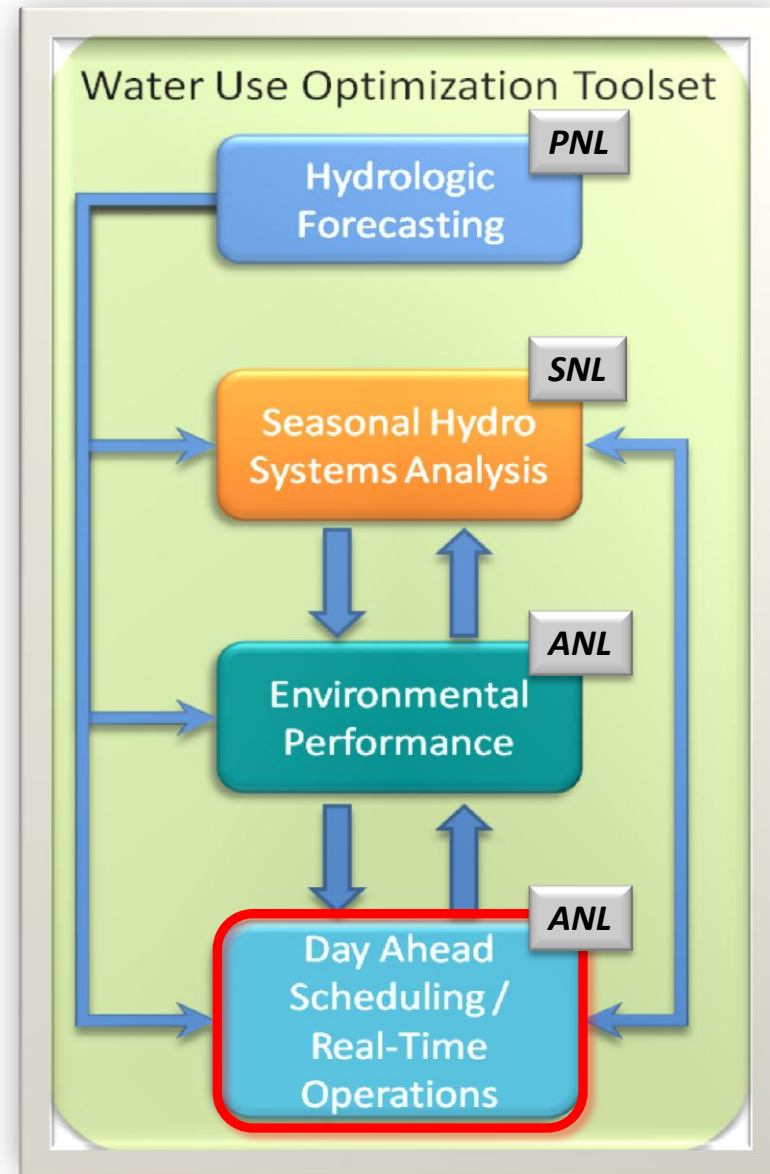 Water Use Optimization Toolset
PNL
Hydrologic
Forecasting
SNL
Seasonal Hydro
Systems Analysis
ANL
Environmental
Performance
ANL
Day Ahead
Scheduling /
Real-Time
Operations